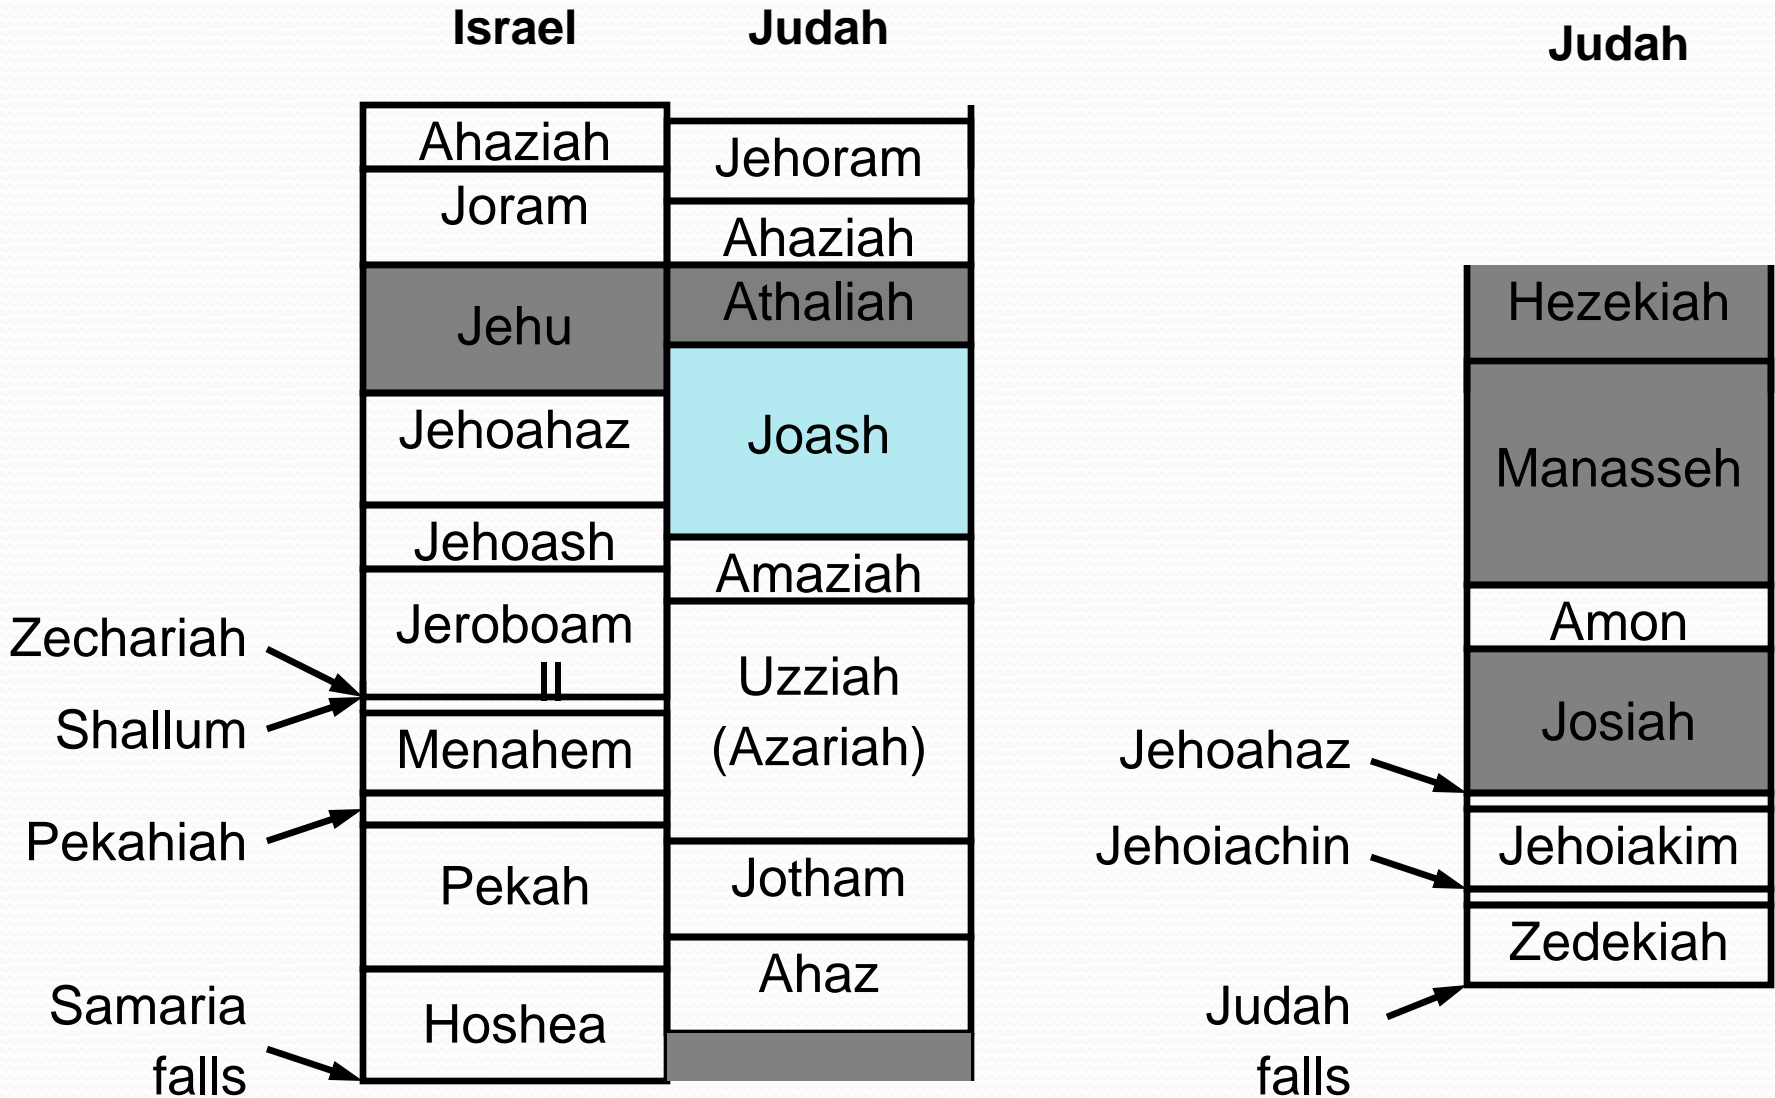 Israel
Judah
Judah
Ahaziah
Joram
Jehu
Jehoahaz
Jehoash
Jeroboam
II
Menahem
Pekah
Hoshea
Zechariah
Shallum
Pekahiah
Samaria
falls
Jehoram
Ahaziah
Athaliah
Joash
Amaziah
Uzziah
(Azariah)
Jotham
Ahaz
Hezekiah
Manasseh
Amon
Josiah
Jehoiakim
Zedekiah
Jehoahaz
Jehoiachin
Judah
falls